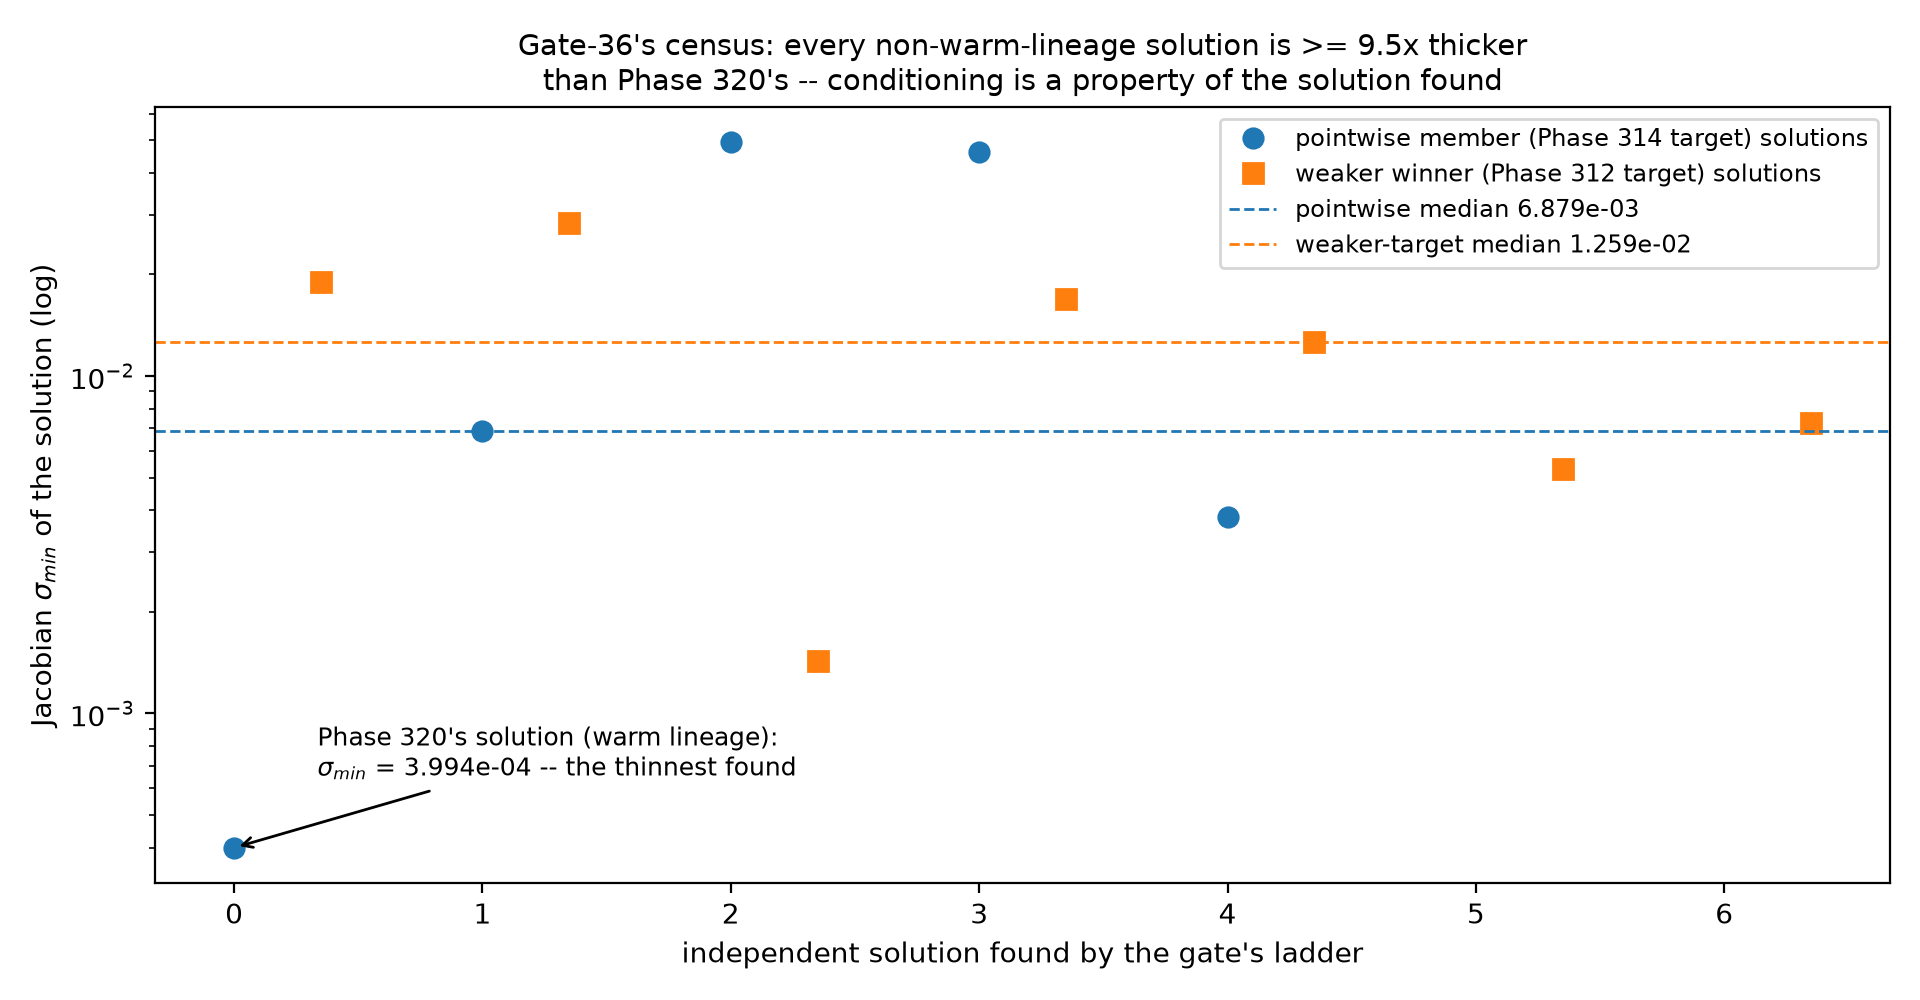 Gate-36's census: every non-warm-lineage solution is >= 9.5x thicker
than Phase 320's -- conditioning is a property of the solution found
pointwise member (Phase 314 target) solutions
weaker winner (Phase 312 target) solutions
pointwise median 6.879e-03
weaker-target median 1.259e-02
Jacobian σ_min of the solution (log)
10⁻²
10⁻³
Phase 320's solution (warm lineage):
σ_min = 3.994e-04 -- the thinnest found
0 1 2 3 4 5 6
independent solution found by the gate's ladder